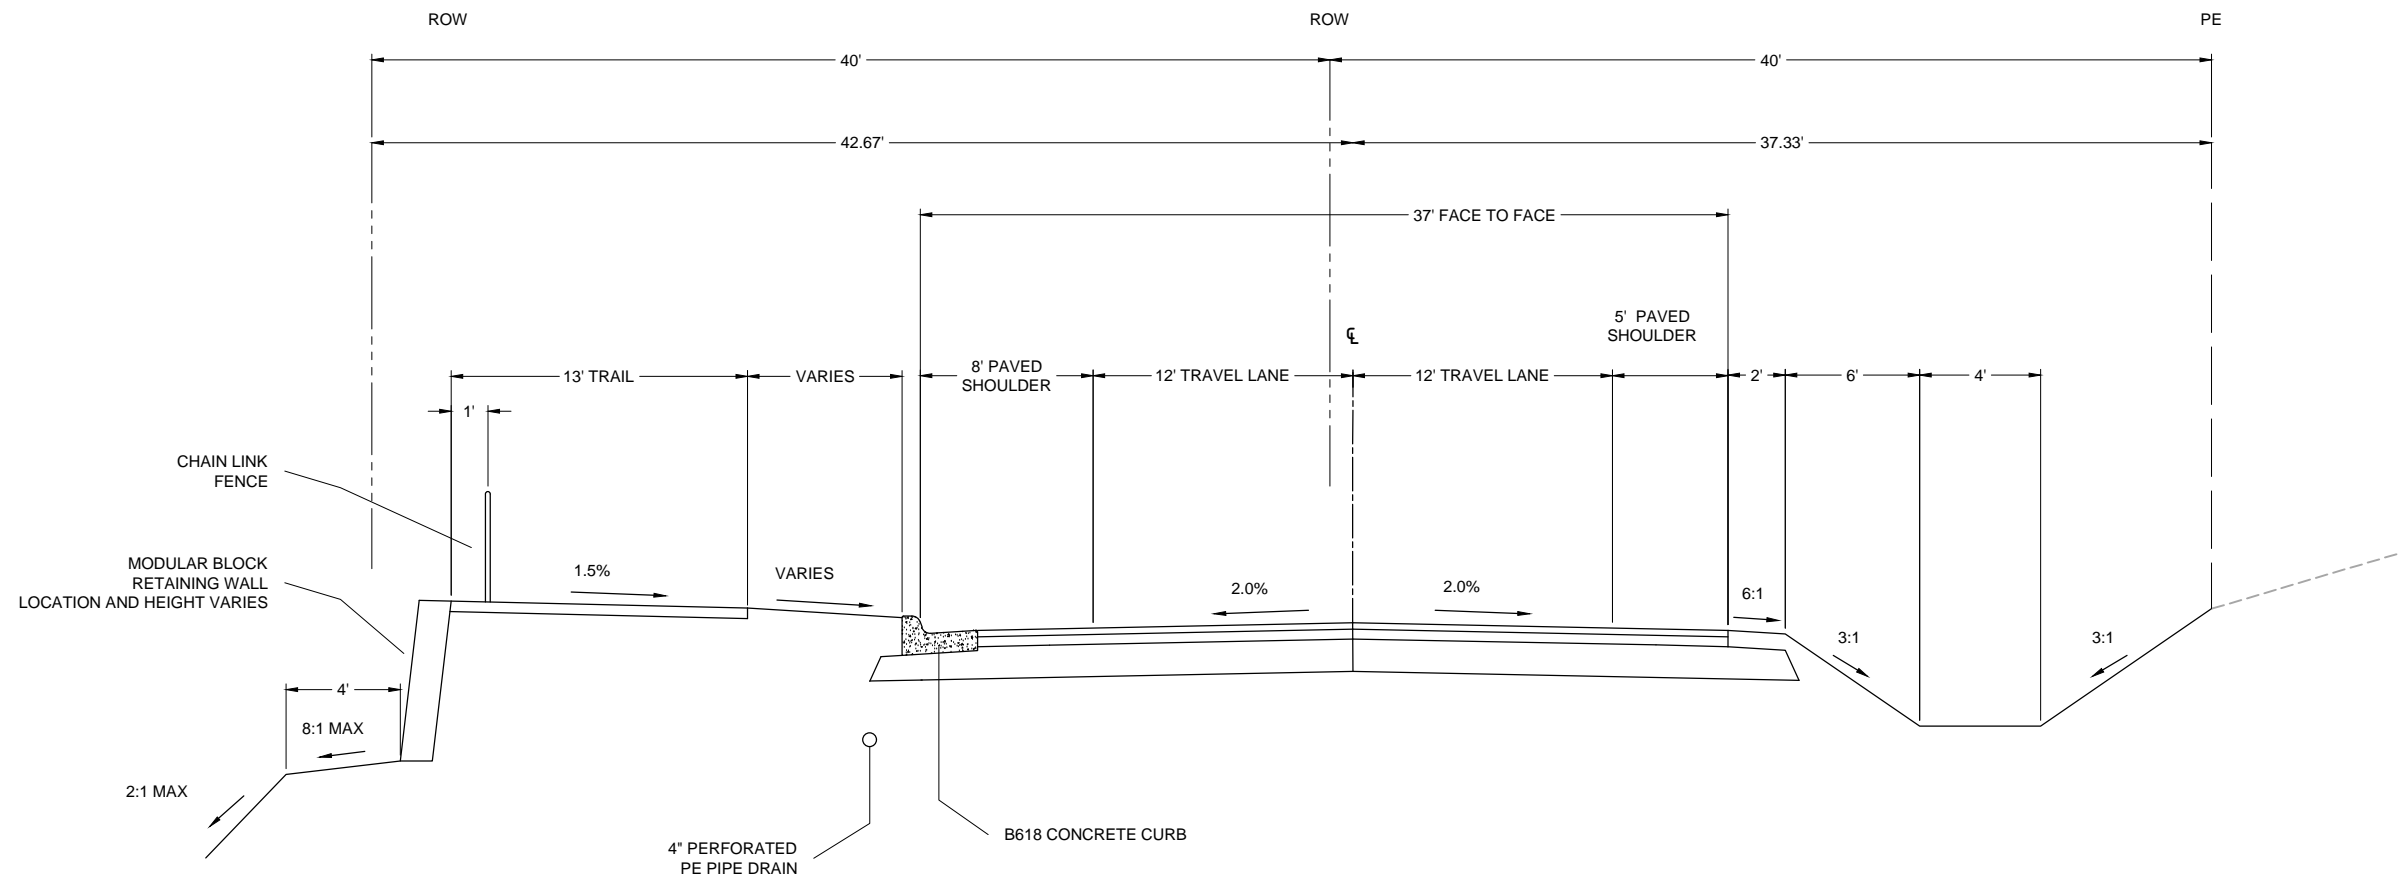 ROW
ROW
PE
40'
40'
42.67'
37.33'
37' FACE TO FACE
℄
5'  PAVED
SHOULDER
13' TRAIL
VARIES
8' PAVED
SHOULDER
12' TRAVEL LANE
12' TRAVEL LANE
2'
6'
4'
1'
CHAIN LINK
FENCE
MODULAR BLOCK
RETAINING WALL
LOCATION AND HEIGHT VARIES
1.5%
VARIES
2.0%
2.0%
6:1
3:1
3:1
4'
8:1 MAX
2:1 MAX
4" PERFORATED
PE PIPE DRAIN
B618 CONCRETE CURB